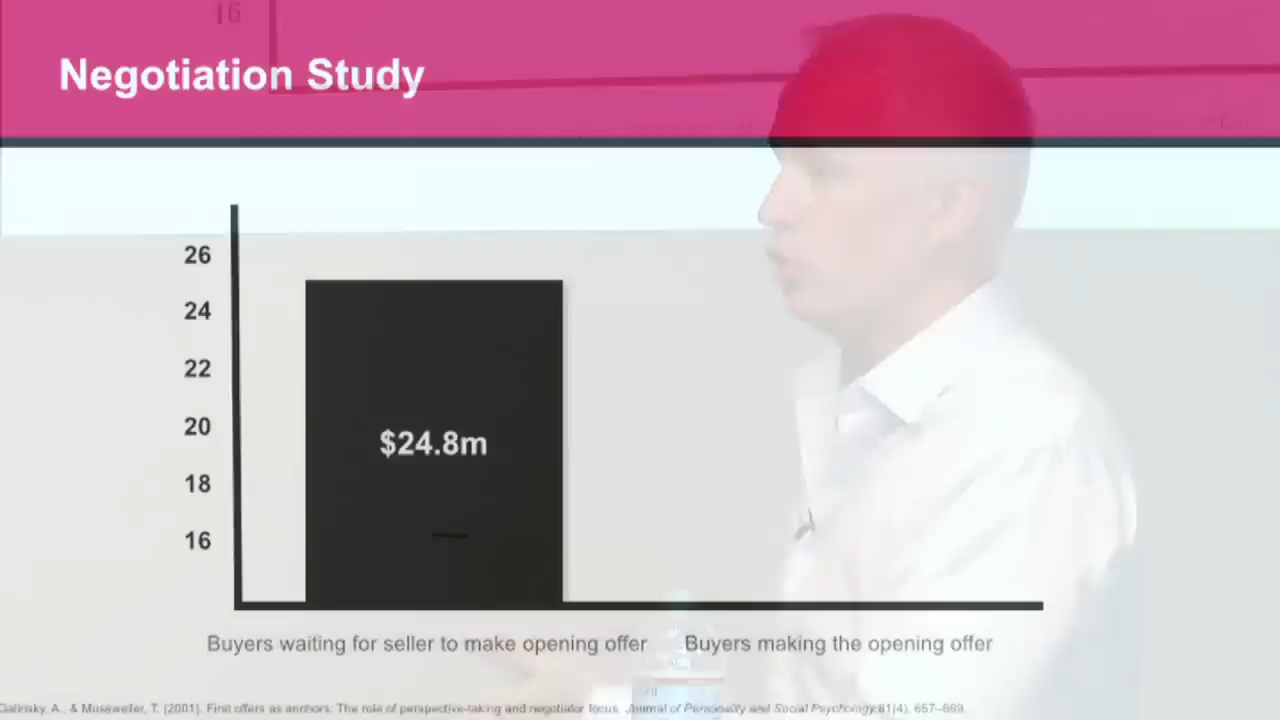 16
Negotiation Study
26
24
22
20
18
16
$24.8m
Buyers waiting for seller to make opening offer
Buyers making the opening offer
Galinsky, A., & Mussweiler, T. (2001). First offers as anchors: The role of perspective-taking and negotiator focus. Journal of Personality and Social Psychology,81(4), 657–669.